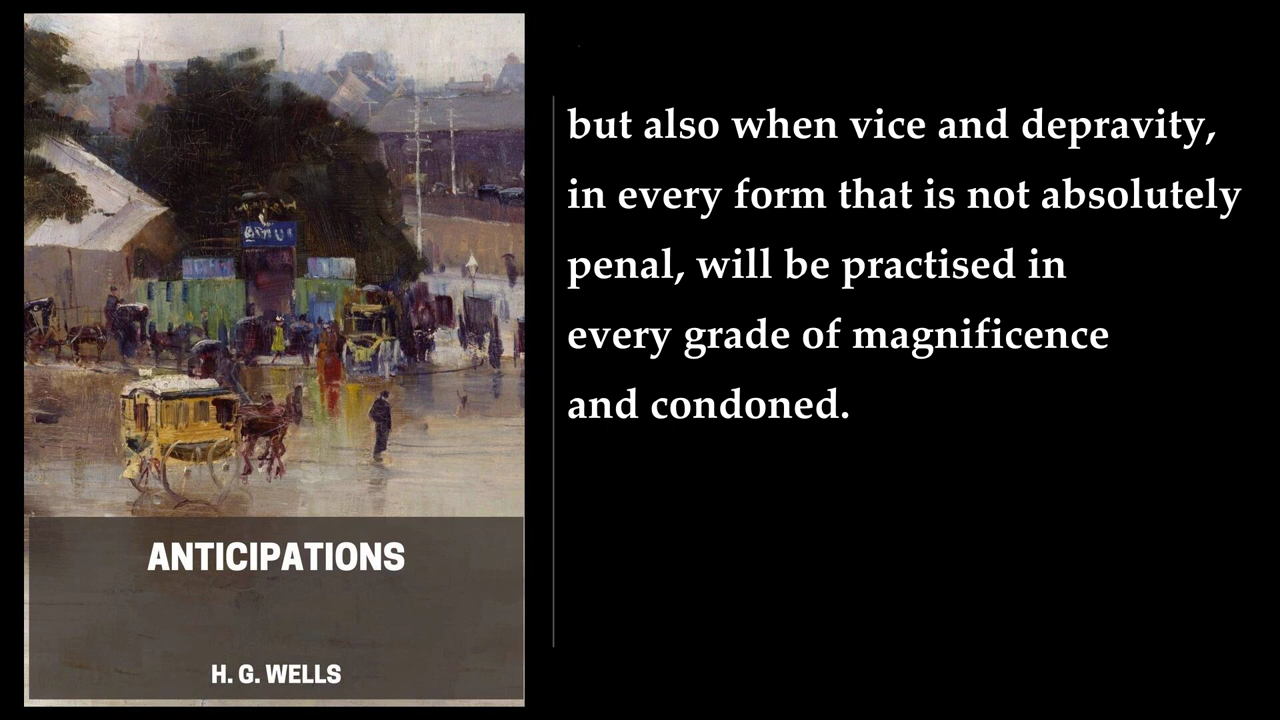 but also when vice and depravity,
in every form that is not absolutely
penal, will be practised in
every grade of magnificence
and condoned.
ANTICIPATIONS
H. G. WELLS